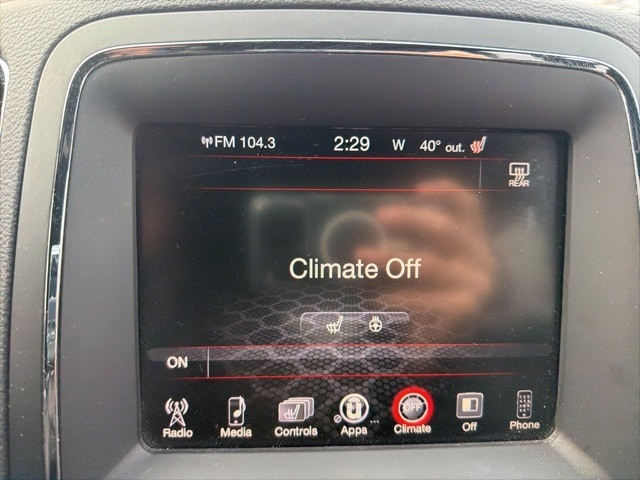 FM 104.3 2:29 W 40° out.
REAR
Climate Off
ON
OFF
Radio Media Controls Apps ... Climate Off Phone